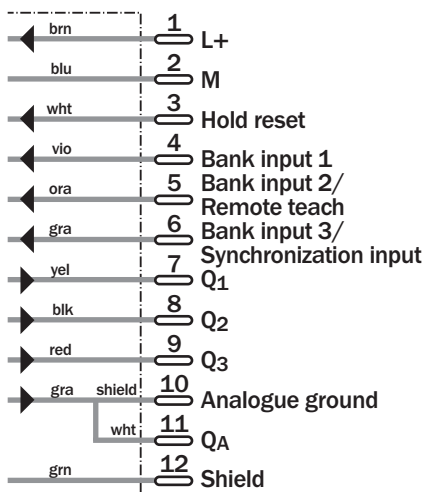 brn 1 L+
blu 2 M
wht 3 Hold reset
vio 4 Bank input 1
ora 5 Bank input 2/
Remote teach
gra 6 Bank input 3/
Synchronization input
yel 7 Q1
blk 8 Q2
red 9 Q3
gra shield 10 Analogue ground
wht 11 QA
grn 12 Shield